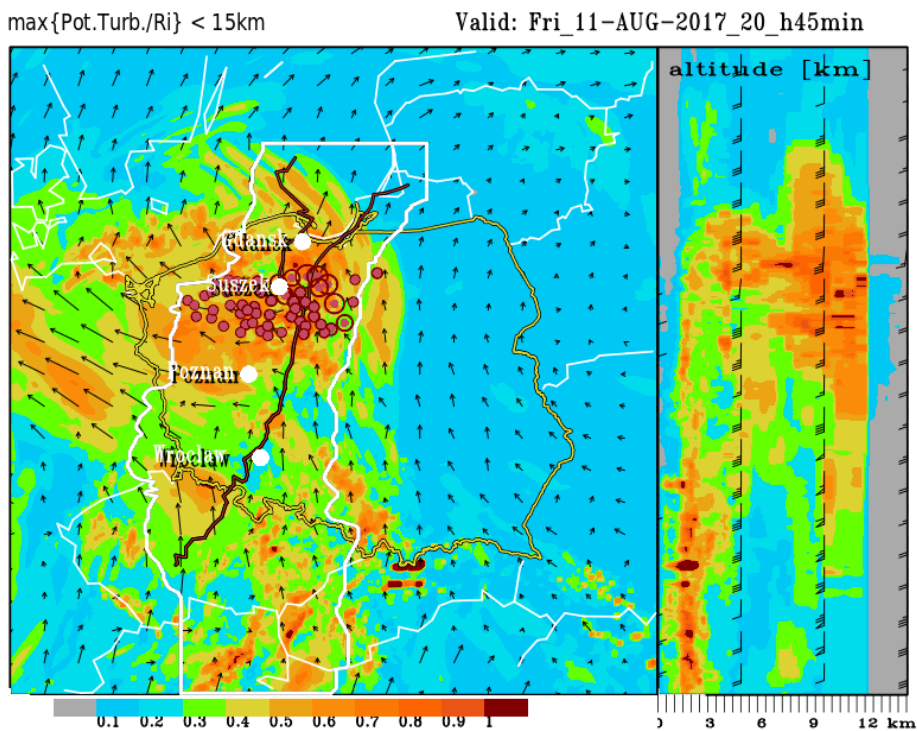 max{Pot.Turb./Ri} < 15km
Valid: Fri_11-AUG-2017_20_h45min
altitude [km]
Gdansk
Suszek
Poznan
Wroclaw
0.1 0.2 0.3 0.4 0.5 0.6 0.7 0.8 0.9 1
0 3 6 9 12 km